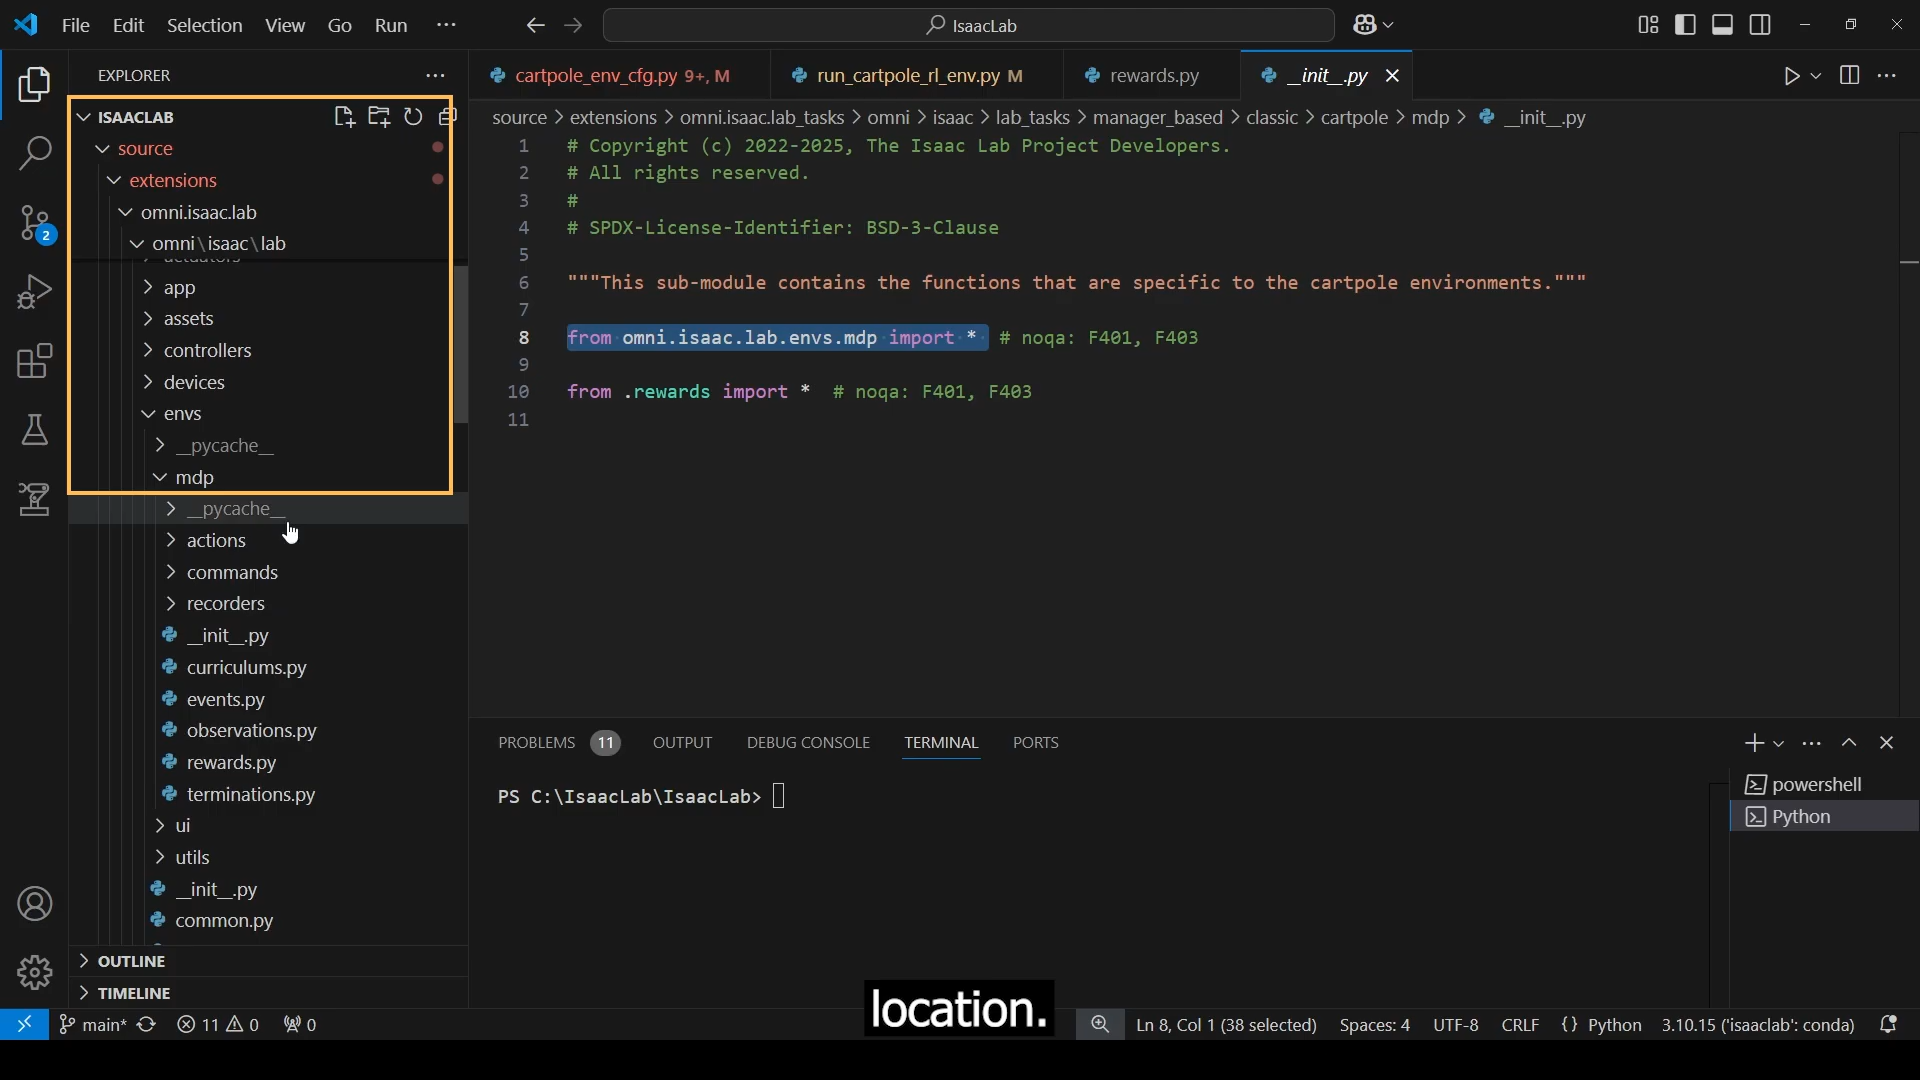 File Edit Selection View Go Run
IsaacLab
EXPLORER
cartpole_env_cfg.py 9+, M
run_cartpole_rl_env.py M
rewards.py
__init__.py
source > extensions > omni.isaac.lab_tasks > omni > isaac > lab_tasks > manager_based > classic > cartpole > mdp > __init__.py
ISAACLAB
source
extensions
omni.isaac.lab
omni\isaac\lab
actuators
app
assets
controllers
devices
envs
__pycache__
mdp
__pycache__
actions
commands
recorders
__init__.py
curriculums.py
events.py
observations.py
rewards.py
terminations.py
ui
utils
__init__.py
common.py
OUTLINE
TIMELINE
2
1 # Copyright (c) 2022-2025, The Isaac Lab Project Developers.
2 # All rights reserved.
3 #
4 # SPDX-License-Identifier: BSD-3-Clause
5
6 """This sub-module contains the functions that are specific to the cartpole environments."""
7
8 from omni.isaac.lab.envs.mdp import * # noqa: F401, F403
9
10 from .rewards import * # noqa: F401, F403
11
PROBLEMS 11 OUTPUT DEBUG CONSOLE TERMINAL PORTS
PS C:\IsaacLab\IsaacLab>
powershell
Python
location.
main* 11 0 0
Ln 8, Col 1 (38 selected) Spaces: 4 UTF-8 CRLF {} Python 3.10.15 ('isaaclab': conda)